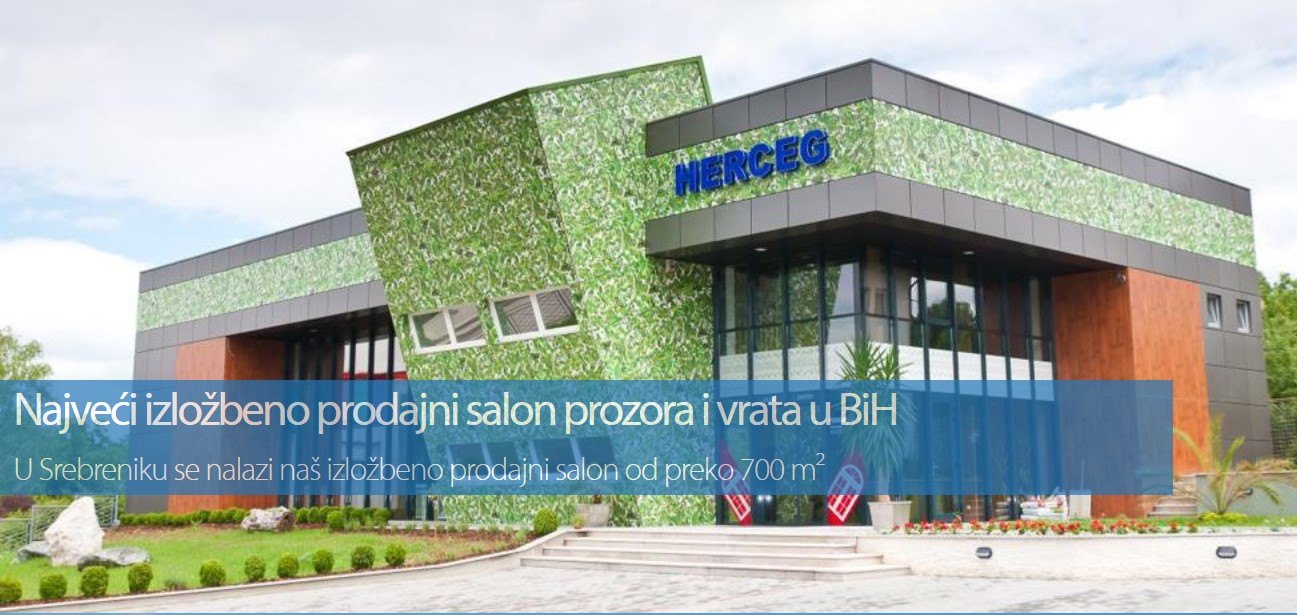 HERCEG
Najveći izložbeno prodajni salon prozora i vrata u BiH
U Srebreniku se nalazi naš izložbeno prodajni salon od preko 700 m²